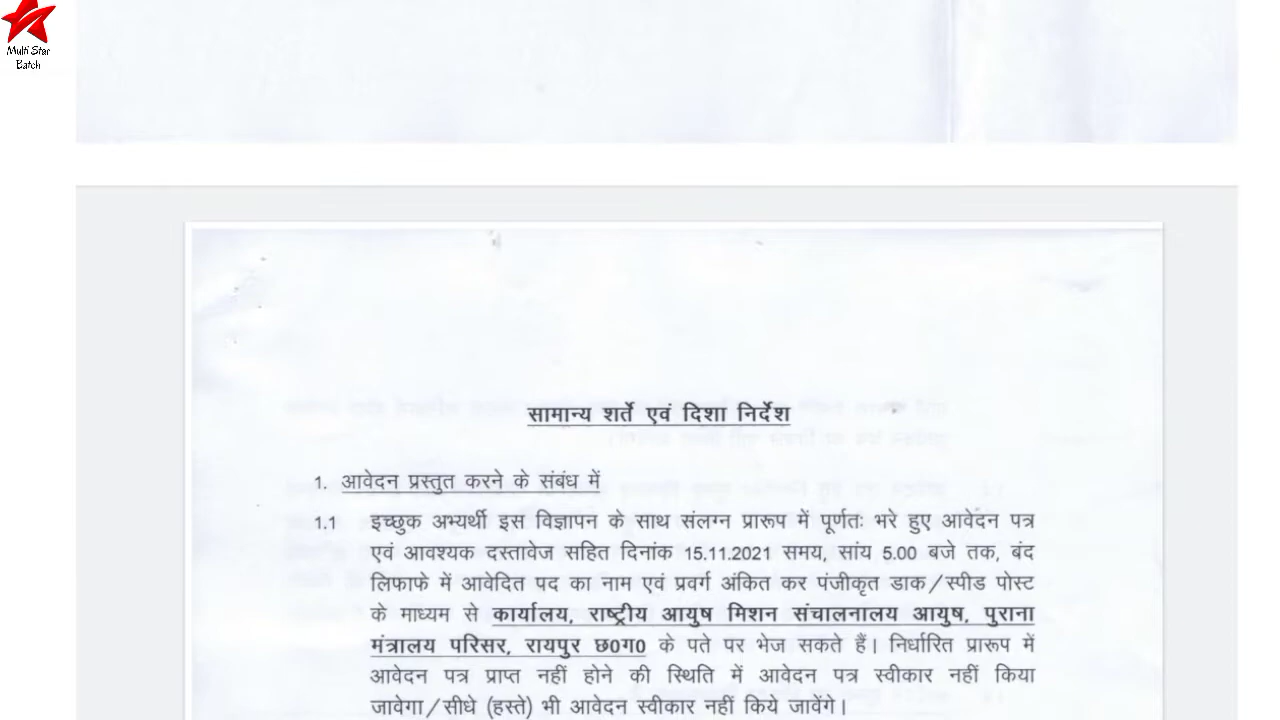 Multi Star
Batch
सामान्य शर्ते एवं दिशा निर्देश
1. आवेदन प्रस्तुत करने के संबंध में
1.1 इच्छुक अभ्यर्थी इस विज्ञापन के साथ संलग्न प्रारूप में पूर्णतः भरे हुए आवेदन पत्र
एवं आवश्यक दस्तावेज सहित दिनांक 15.11.2021 समय, सांय 5.00 बजे तक, बंद
लिफाफे में आवेदित पद का नाम एवं प्रवर्ग अंकित कर पंजीकृत डाक/स्पीड पोस्ट
के माध्यम से कार्यालय, राष्ट्रीय आयुष मिशन संचालनालय आयुष, पुराना
मंत्रालय परिसर, रायपुर छ0ग0 के पते पर भेज सकते हैं। निर्धारित प्रारूप में
आवेदन पत्र प्राप्त नहीं होने की स्थिति में आवेदन पत्र स्वीकार नहीं किया
जावेगा/सीधे (हस्ते) भी आवेदन स्वीकार नहीं किये जावेंगे।